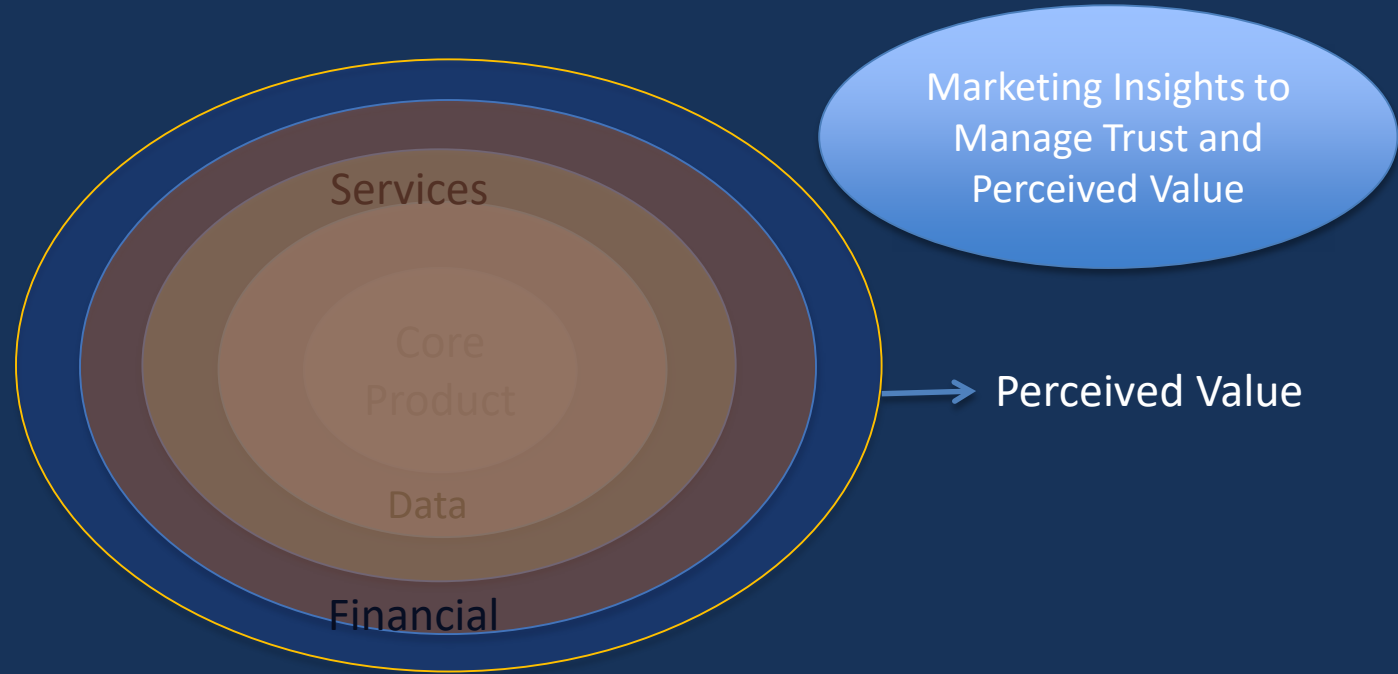 Marketing Insights to
Manage Trust and
Perceived Value
Services
Core
Product
Perceived Value
Data
Financial